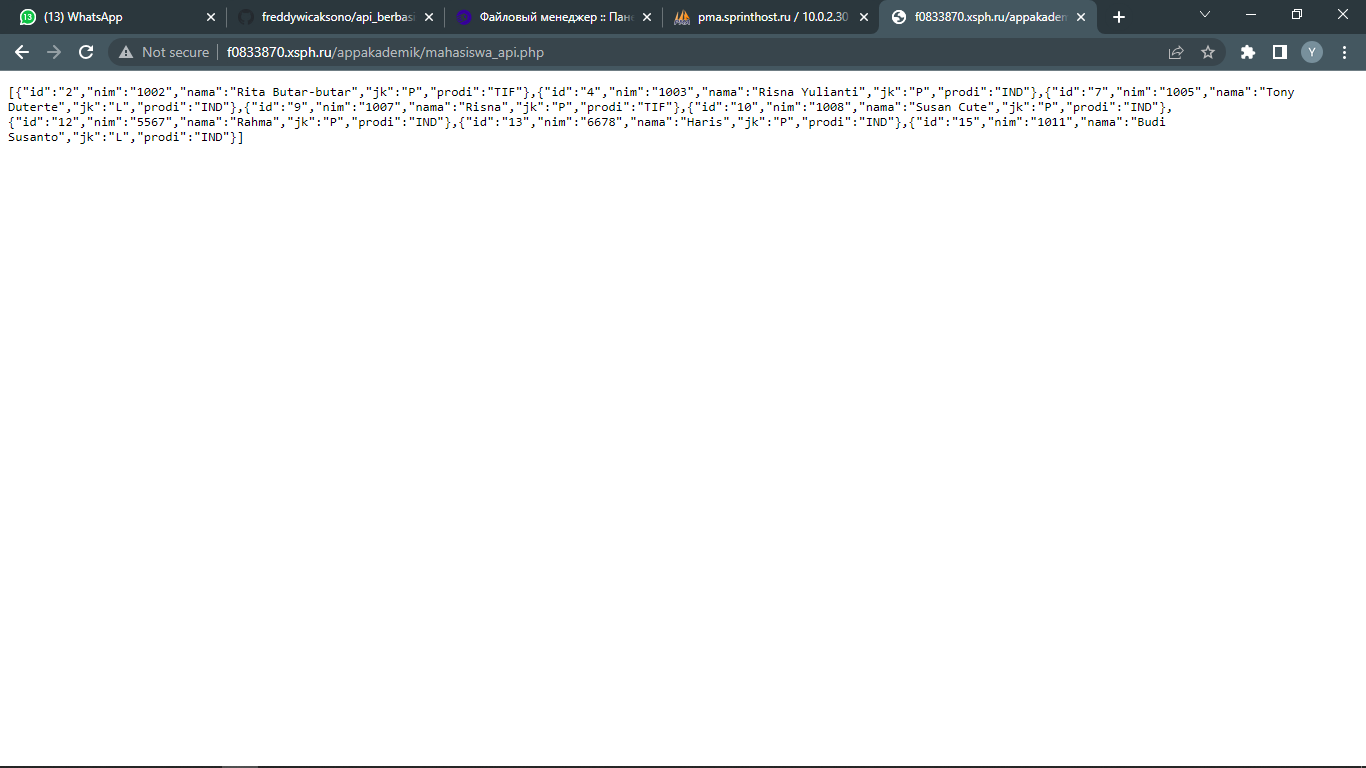 13
(13) WhatsApp
freddywicaksono/api_berbas
Файловый менеджер :: Пане
PMA
pma.sprinthost.ru / 10.0.2.30
f0833870.xsph.ru/appakadem
Not secure
f0833870.xsph.ru/appakademik/mahasiswa_api.php
Y
[{"id":"2","nim":"1002","nama":"Rita Butar-butar","jk":"P","prodi":"TIF"},{"id":"4","nim":"1003","nama":"Risna Yulianti","jk":"P","prodi":"IND"},{"id":"7","nim":"1005","nama":"Tony
Duterte","jk":"L","prodi":"IND"},{"id":"9","nim":"1007","nama":"Risna","jk":"P","prodi":"TIF"},{"id":"10","nim":"1008","nama":"Susan Cute","jk":"P","prodi":"IND"},
{"id":"12","nim":"5567","nama":"Rahma","jk":"P","prodi":"IND"},{"id":"13","nim":"6678","nama":"Haris","jk":"P","prodi":"IND"},{"id":"15","nim":"1011","nama":"Budi
Susanto","jk":"L","prodi":"IND"}]